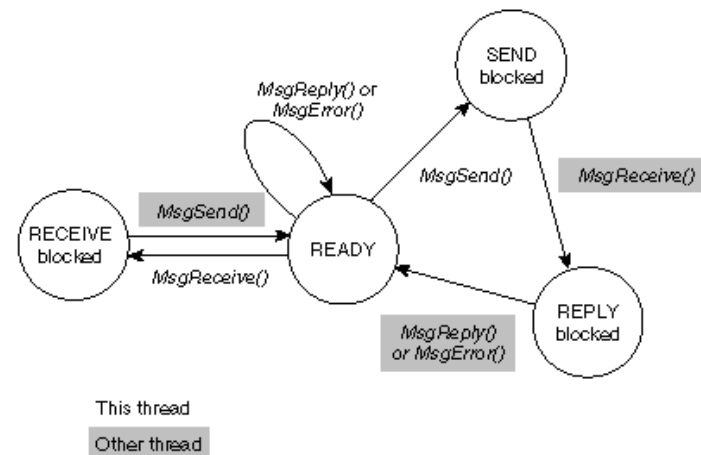 SEND
blocked
MsgReply() or
MsgError()
MsgSend()
MsgReceive()
MsgSend()
RECEIVE
blocked
READY
MsgReceive()
REPLY
blocked
MsgReply()
or MsgError()
This thread
Other thread